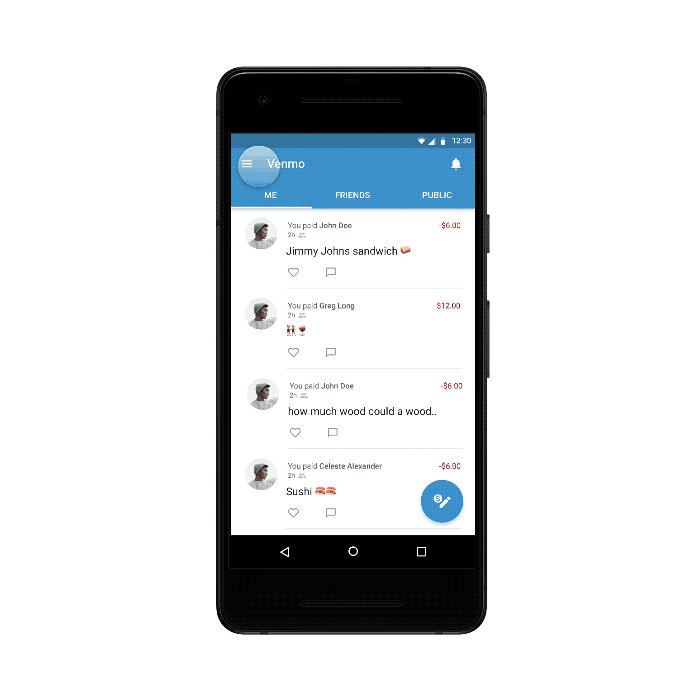 12:30
Venmo
ME FRIENDS PUBLIC
You paid John Doe -$6.00
2h
Jimmy Johns sandwich 🥪
You paid Greg Long $12.00
2h
👯🍷
You paid John Doe -$6.00
2h
how much wood could a wood..
You paid Celeste Alexander -$6.00
2h
Sushi 🍣🍣